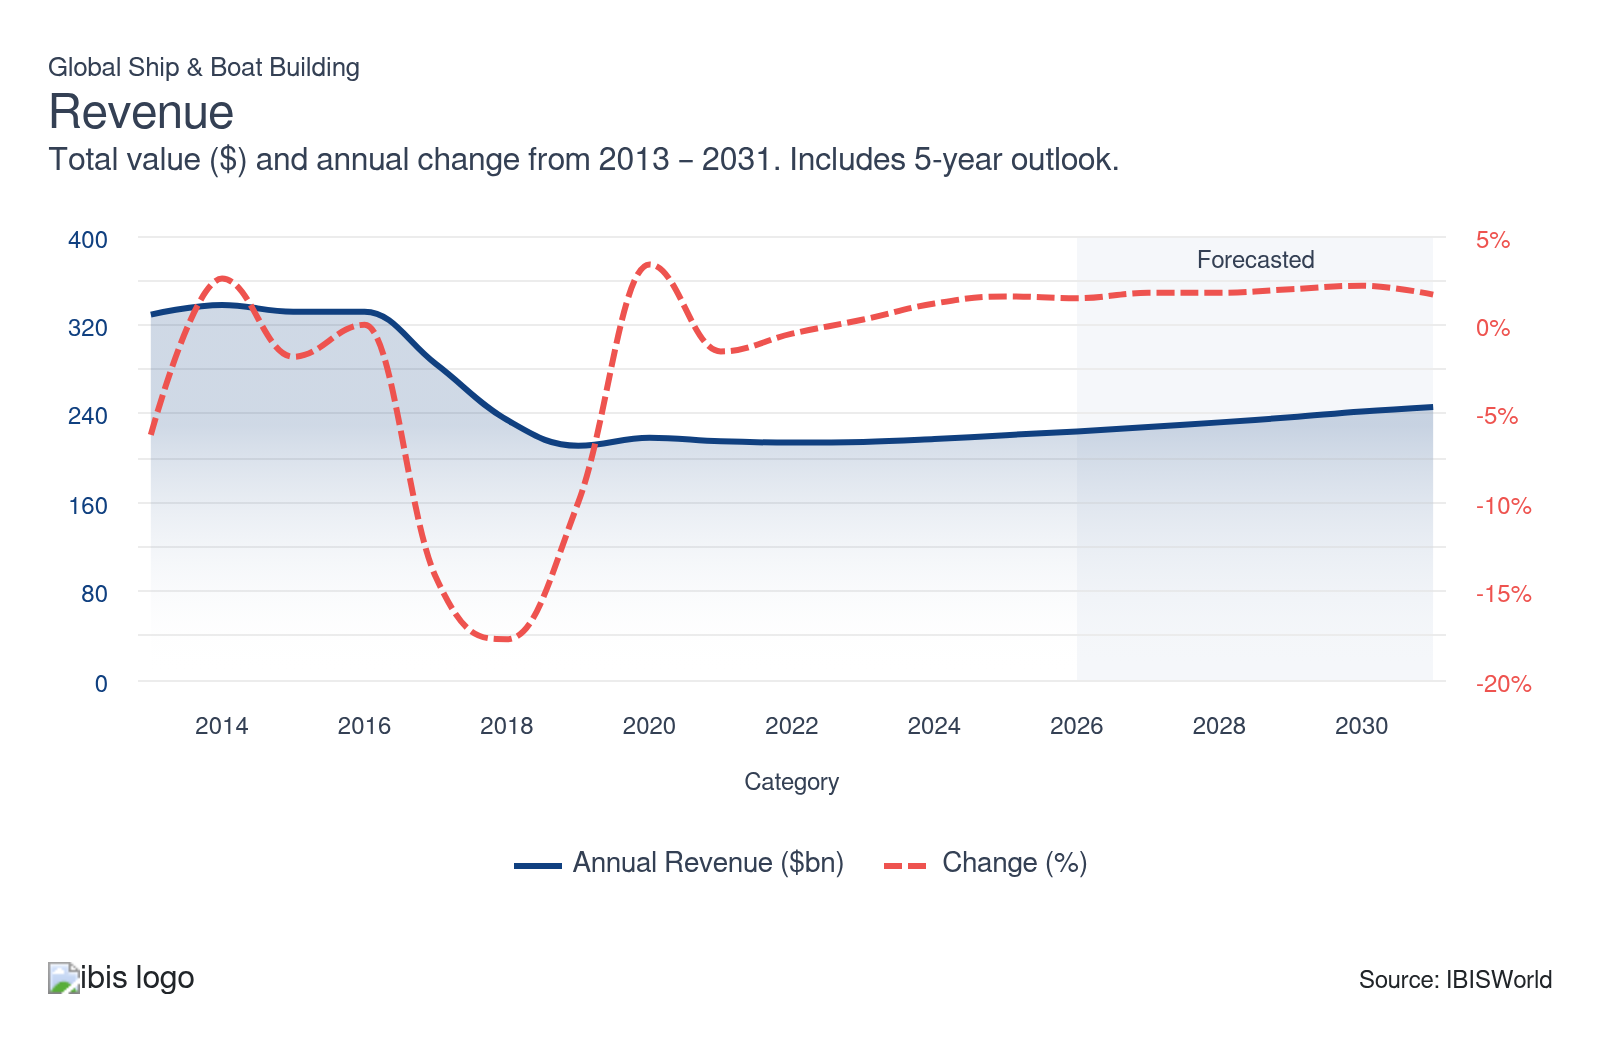 Global Ship & Boat Building
Revenue
Total value ($) and annual change from 2013 – 2031. Includes 5-year outlook.
400 5%
Forecasted
320 0%
240 -5%
160 -10%
80 -15%
0 -20%
2014 2016 2018 2020 2022 2024 2026 2028 2030
Category
Annual Revenue ($bn) Change (%)
ibis logo Source: IBISWorld